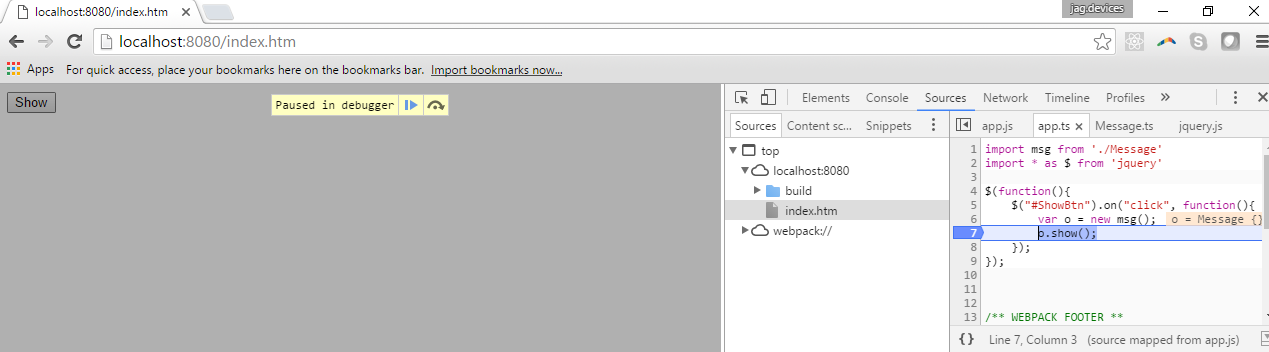 localhost:8080/index.htm
jag.devices
localhost:8080/index.htm
Apps For quick access, place your bookmarks here on the bookmarks bar. Import bookmarks now...
Show
Paused in debugger
Elements Console Sources Network Timeline Profiles »
Sources Content sc... Snippets
app.js app.ts × Message.ts jquery.js
top
localhost:8080
build
index.htm
webpack://
1 import msg from './Message'
2 import * as $ from 'jquery'
3
4 $(function(){
5 $("#ShowBtn").on("click", function(){
6 var o = new msg(); o = Message {}
7 o.show();
8 });
9 });
10
11
12
13 /** WEBPACK FOOTER **
{} Line 7, Column 3 (source mapped from app.js)